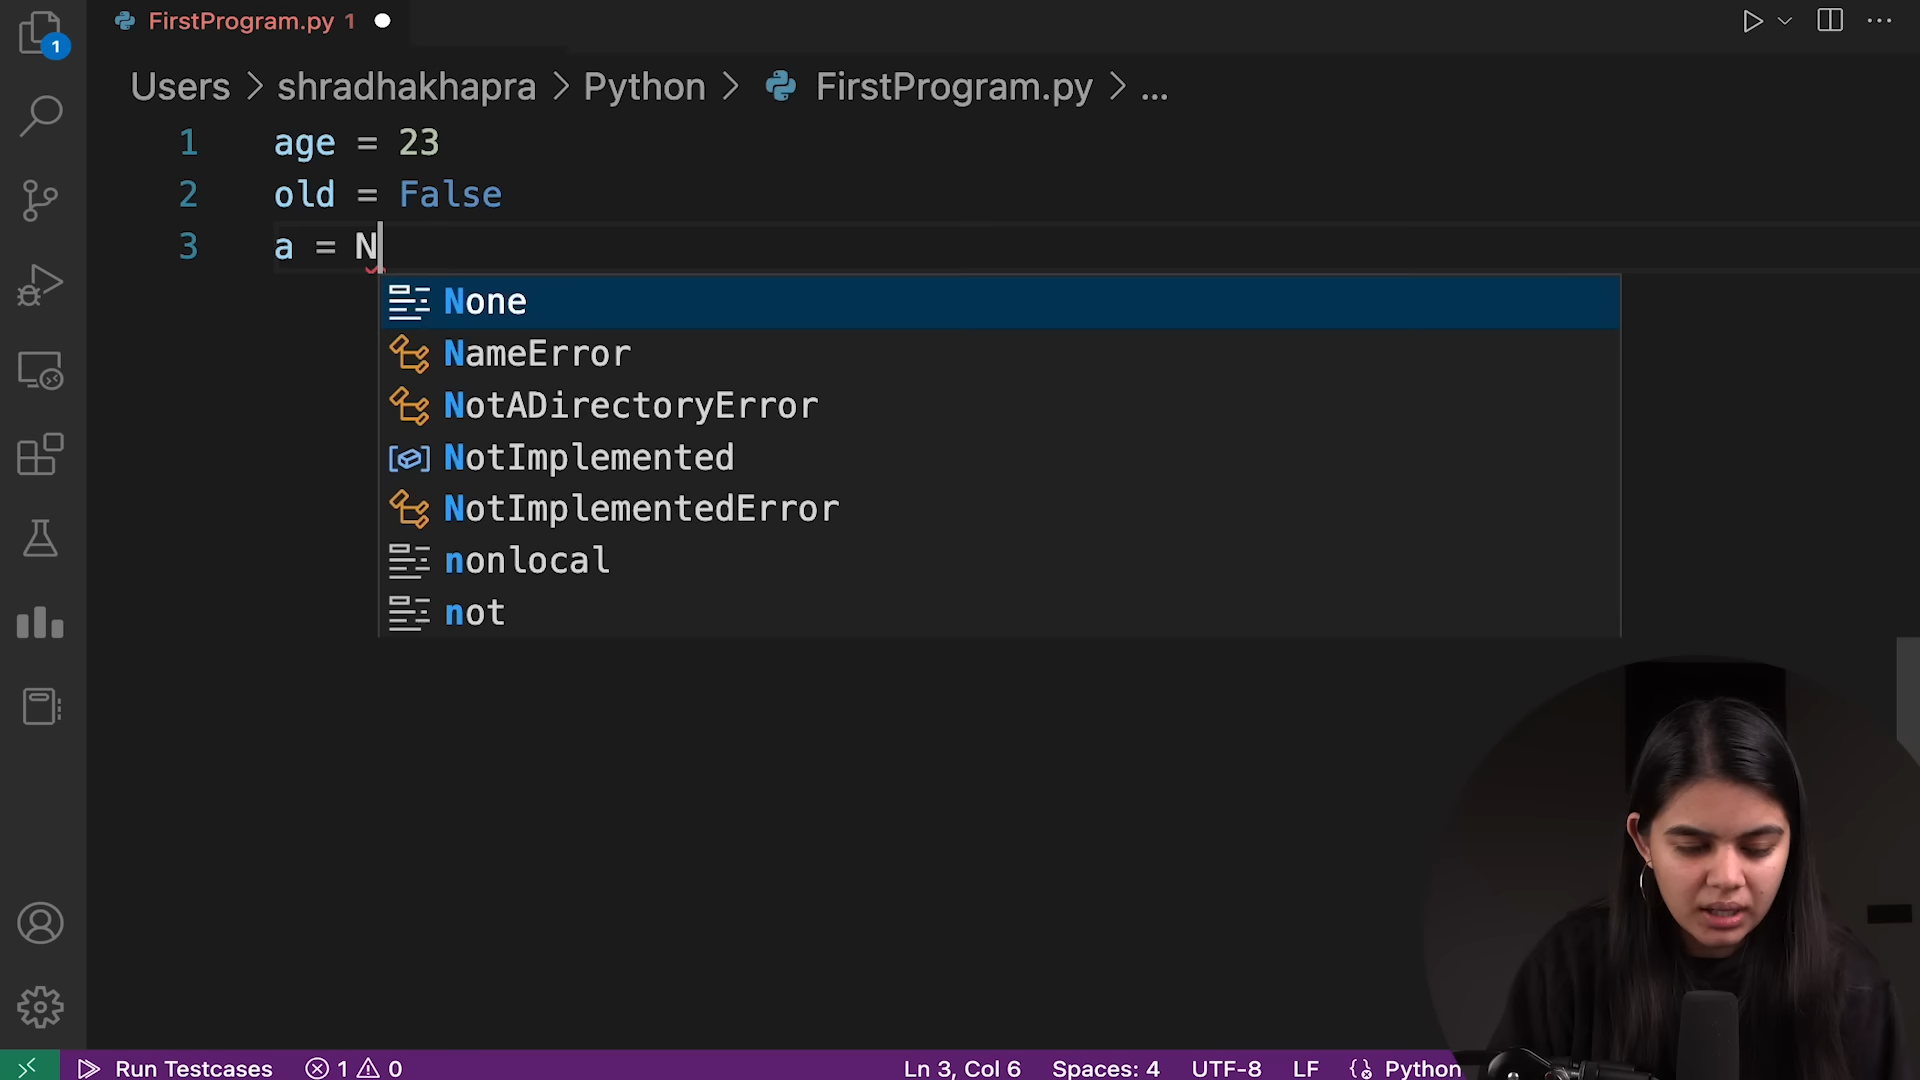 FirstProgram.py 1
1
Users > shradhakhapra > Python > FirstProgram.py > ...
1 age = 23
2 old = False
3 a = N
None
NameError
NotADirectoryError
NotImplemented
NotImplementedError
nonlocal
not
Run Testcases 1 0 Ln 3, Col 6 Spaces: 4 UTF-8 LF Python